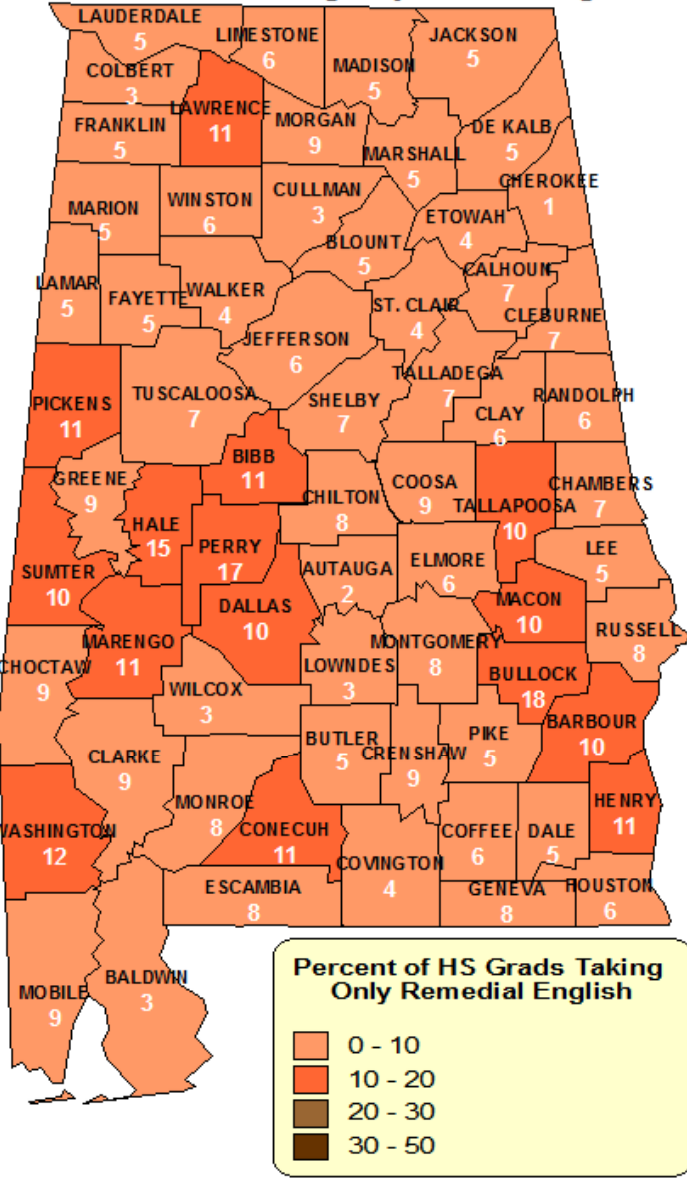 LAUDERDALE
5
LIMESTONE
6
MADISON
5
JACKSON
5
COLBERT
3
LAWRENCE
11
FRANKLIN
5
MORGAN
9
MARSHALL
5
DE KALB
5
CHEROKEE
1
MARION
5
WINSTON
6
CULLMAN
3
BLOUNT
5
ETOWAH
4
LAMAR
5
FAYETTE
5
WALKER
4
JEFFERSON
6
ST. CLAIR
4
CALHOUN
7
CLEBURNE
7
PICKENS
11
TUSCALOOSA
7
SHELBY
7
TALLADEGA
7
CLAY
6
RANDOLPH
6
GREENE
9
BIBB
11
CHILTON
8
COOSA
9
TALLAPOOSA
10
CHAMBERS
7
SUMTER
10
HALE
15
PERRY
17
AUTAUGA
2
ELMORE
6
LEE
5
MARENGO
11
DALLAS
10
LOWNDES
3
MONTGOMERY
8
MACON
10
RUSSELL
8
CHOCTAW
9
WILCOX
3
BULLOCK
18
BARBOUR
10
CLARKE
9
BUTLER
5
CRENSHAW
9
PIKE
5
WASHINGTON
12
MONROE
8
CONECUH
11
COVINGTON
4
COFFEE
6
DALE
5
HENRY
11
ESCAMBIA
8
GENEVA
8
HOUSTON
6
MOBILE
9
BALDWIN
3
Percent of HS Grads Taking
Only Remedial English
0 - 10
10 - 20
20 - 30
30 - 50